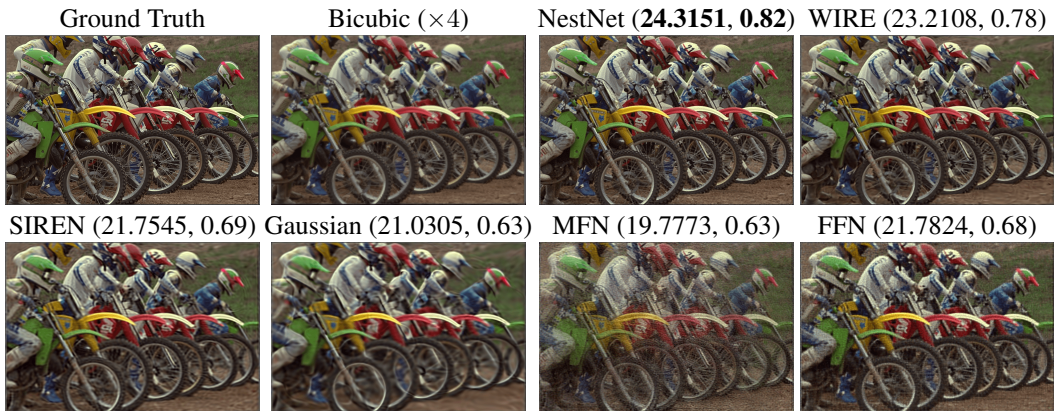 Ground Truth
Bicubic (×4)
NestNet (24.3151, 0.82)
WIRE (23.2108, 0.78)
SIREN (21.7545, 0.69)
Gaussian (21.0305, 0.63)
MFN (19.7773, 0.63)
FFN (21.7824, 0.68)